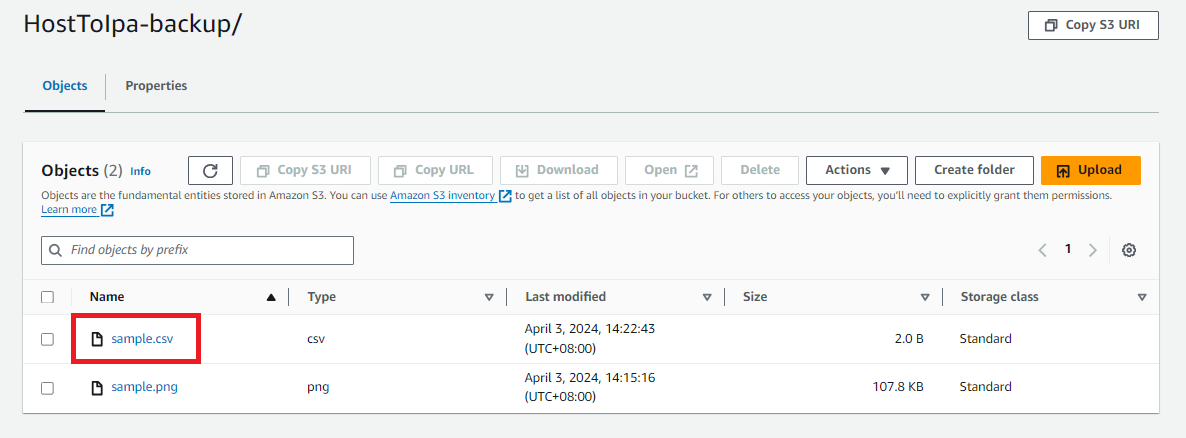 HostToIpa-backup/
Copy S3 URI
Objects
Properties
Objects (2) Info
Copy S3 URI
Copy URL
Download
Open
Delete
Actions
Create folder
Upload
Objects are the fundamental entities stored in Amazon S3. You can use Amazon S3 inventory to get a list of all objects in your bucket. For others to access your objects, you'll need to explicitly grant them permissions.
Learn more
Find objects by prefix
1
Name Type Last modified Size Storage class
sample.csv csv April 3, 2024, 14:22:43 2.0 B Standard
(UTC+08:00)
sample.png png April 3, 2024, 14:15:16 107.8 KB Standard
(UTC+08:00)